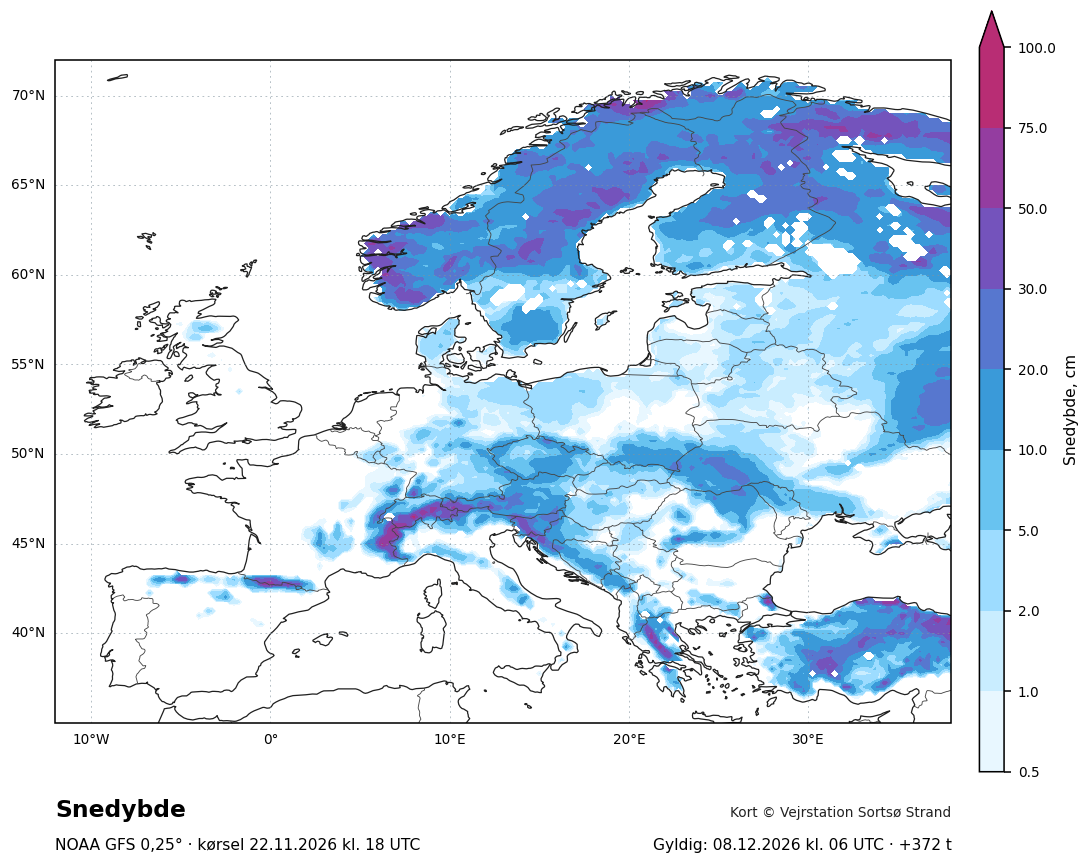 100.0
75.0
50.0
30.0
20.0
10.0
5.0
2.0
1.0
0.5
Snedybde, cm
70°N
65°N
60°N
55°N
50°N
45°N
40°N
10°W
0°
10°E
20°E
30°E
Snedybde
Kort © Vejrstation Sortsø Strand
NOAA GFS 0,25° · kørsel 22.11.2026 kl. 18 UTC
Gyldig: 08.12.2026 kl. 06 UTC · +372 t